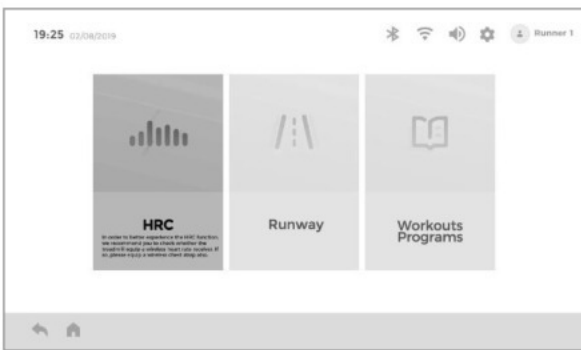 19:25 02/08/2019
Runner 1
HRC
In order to better experience the HRC function,
we recommend you to check whether the
treadmill equips a wireless heart rate receiver. If
so, please equip a wireless chest strap also.
Runway
Workouts
Programs